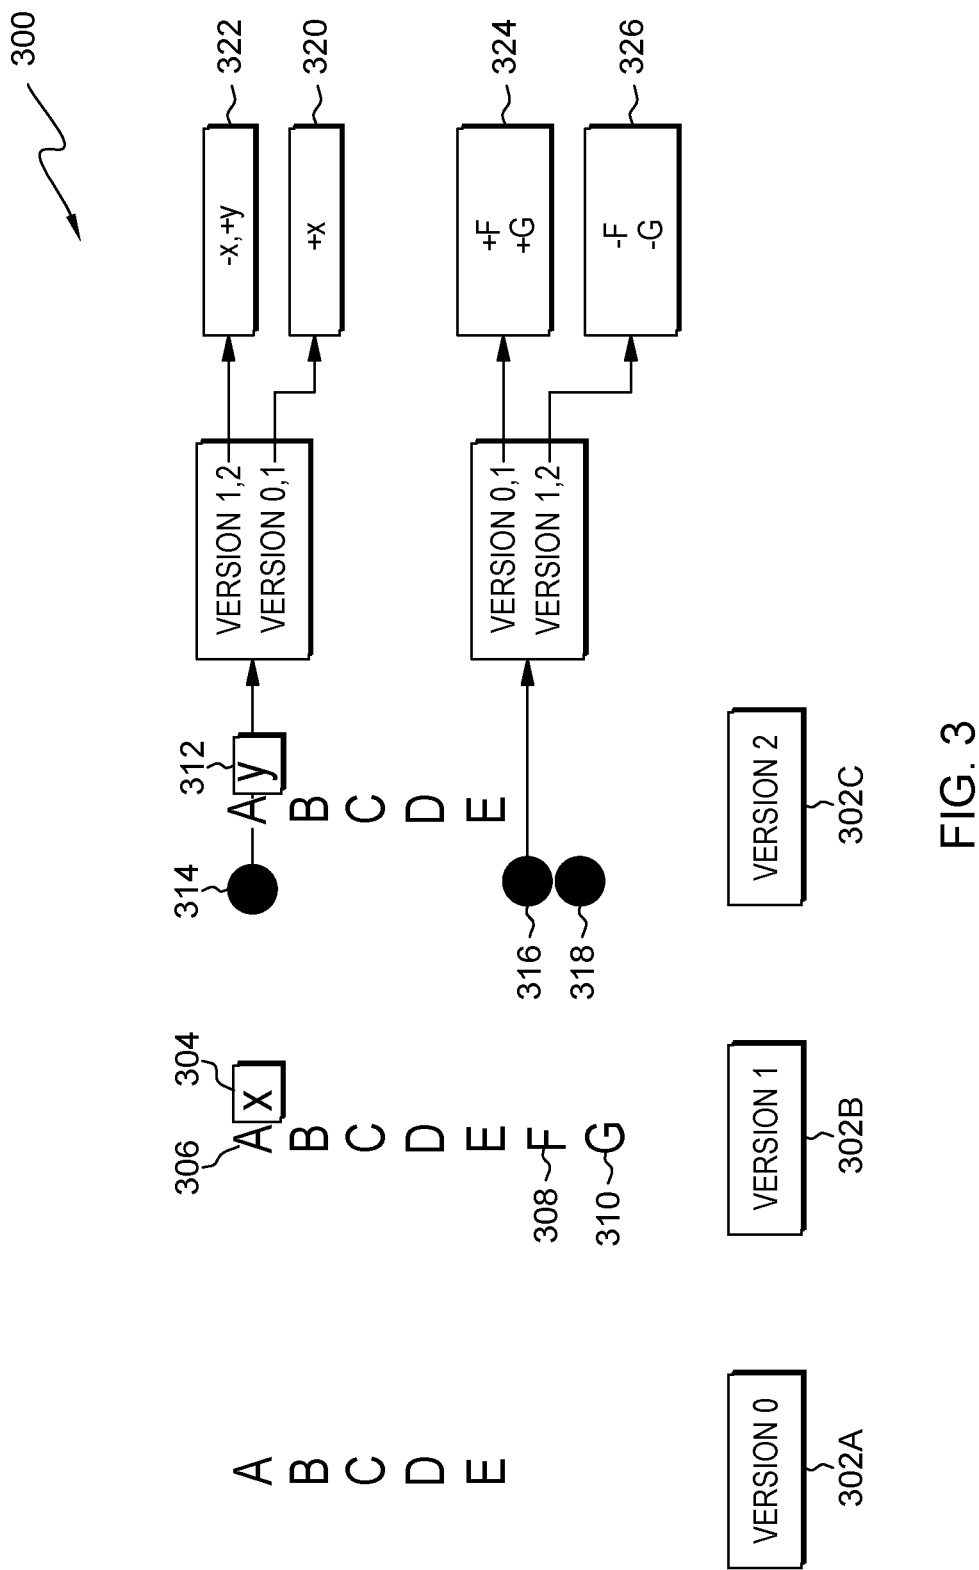 300
A
B
C
D
E
VERSION 0
302A
306
304
A x
B
C
D
E
F
G
308
310
VERSION 1
302B
314
312
A y
B
C
D
E
316
318
VERSION 2
302C
VERSION 1,2
VERSION 0,1
-x,+y
322
+x
320
VERSION 0,1
VERSION 1,2
+F
+G
324
-F
-G
326
FIG. 3